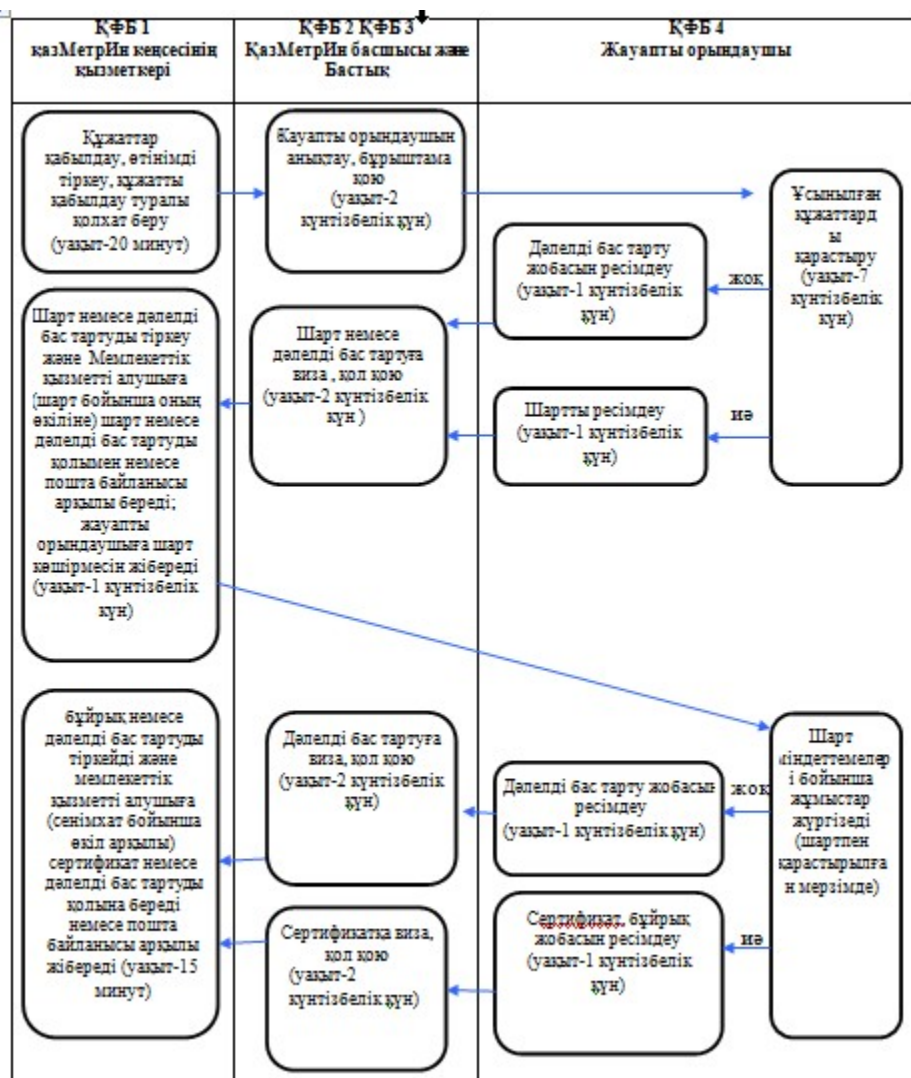 ҚФБ 1
қазМетрИн кеңсесінің
қызметкері
ҚФБ 2 ҚФБ 3
ҚазМетрИн басшысы және
Бастық
ҚФБ 4
Жауапты орындаушы
Құжаттар
қабылдау, өтінімді
тіркеу, құжатты
қабылдау туралы
қолхат беру
(уақыт-20 минут)
Жауапты орындаушын
анықтау, бұрыштама
қою
(уақыт-2
күнтізбелік күн)
Ұсынылған
құжаттард
ы
қарастыру
(уақыт-7
күнтізбелік
күн)
Дәлелді бас тарту
жобасын ресімдеу
(уақыт-1 күнтізбелік
күн)
жоқ
Шарт немесе дәлелді
бас тартуды тіркеу
және Мемлекеттік
қызметті алушыға
(шарт бойынша оның
өкіліне) шарт немесе
дәлелді бас тартуды
қолымен немесе
пошта байланысы
арқылы береді;
жауапты
орындаушыға шарт
көшірмесін жібереді
(уақыт-1 күнтізбелік
күн)
Шарт немесе
дәлелді бас тартуға
виза , қол қою
(уақыт-2 күнтізбелік
күн )
Шартты ресімдеу
(уақыт-1 күнтізбелік
күн)
иә
бұйрық немесе
дәлелді бас тартуды
тіркейді және
мемлекеттік
қызметті алушыға
(сенімхат бойынша
өкіл арқылы)
сертификат немесе
дәлелді бас тартуды
қолына береді
немесе пошта
байланысы арқылы
жібереді (уақыт-15
минут)
Дәлелді бас тартуға
виза, қол қою
(уақыт-2 күнтізбелік
күн)
Дәлелді бас тарту жобасын
ресімдеу
(уақыт-1 күнтізбелік күн)
жоқ
Шарт
міндеттемелер
і бойынша
жұмыстар
жүргізеді
(шартпен
қарастырылға
н мерзімде)
Сертификатқа виза,
қол қою
(уақыт-2
күнтізбелік күн)
Сертификат, бұйрық
жобасын ресімдеу
(уақыт-1 күнтізбелік
күн)
иә